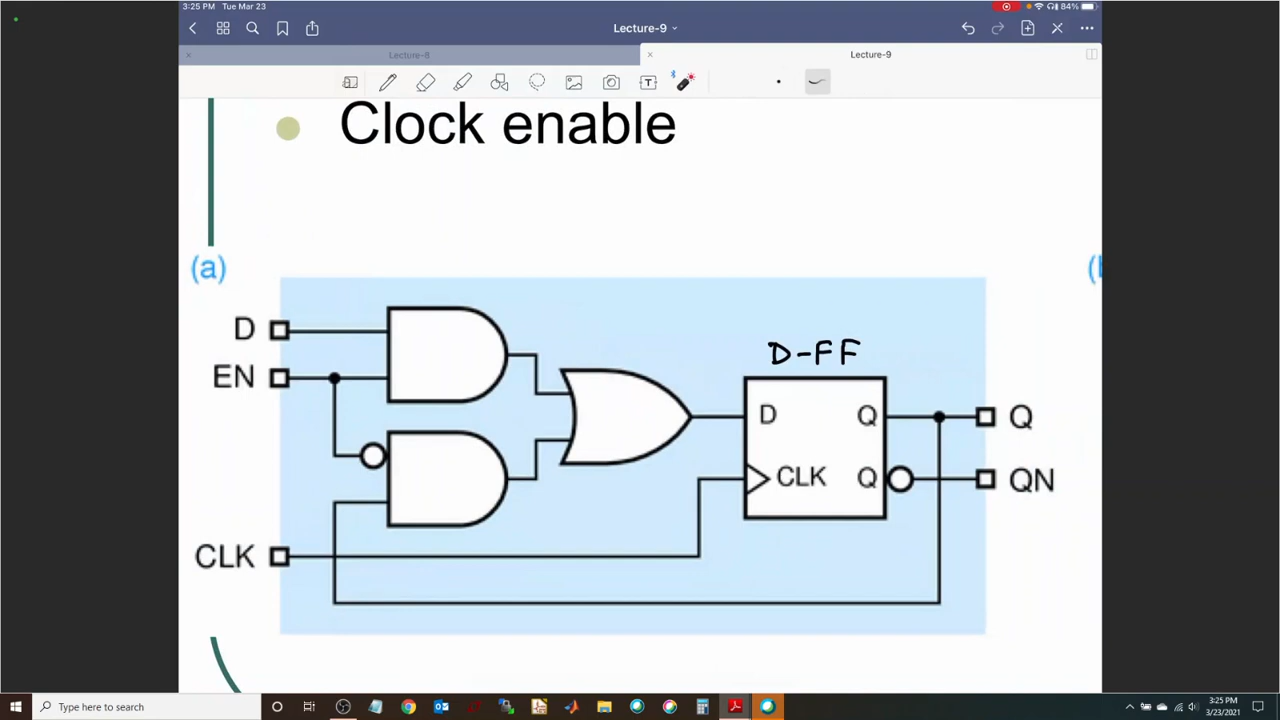 3:25 PM Tue Mar 23
84%
Lecture-9
Lecture-8
Lecture-9
T
Clock enable
(a)
D
EN
CLK
D-FF
D Q
CLK Q
Q
QN
Type here to search
3:25 PM
3/23/2021